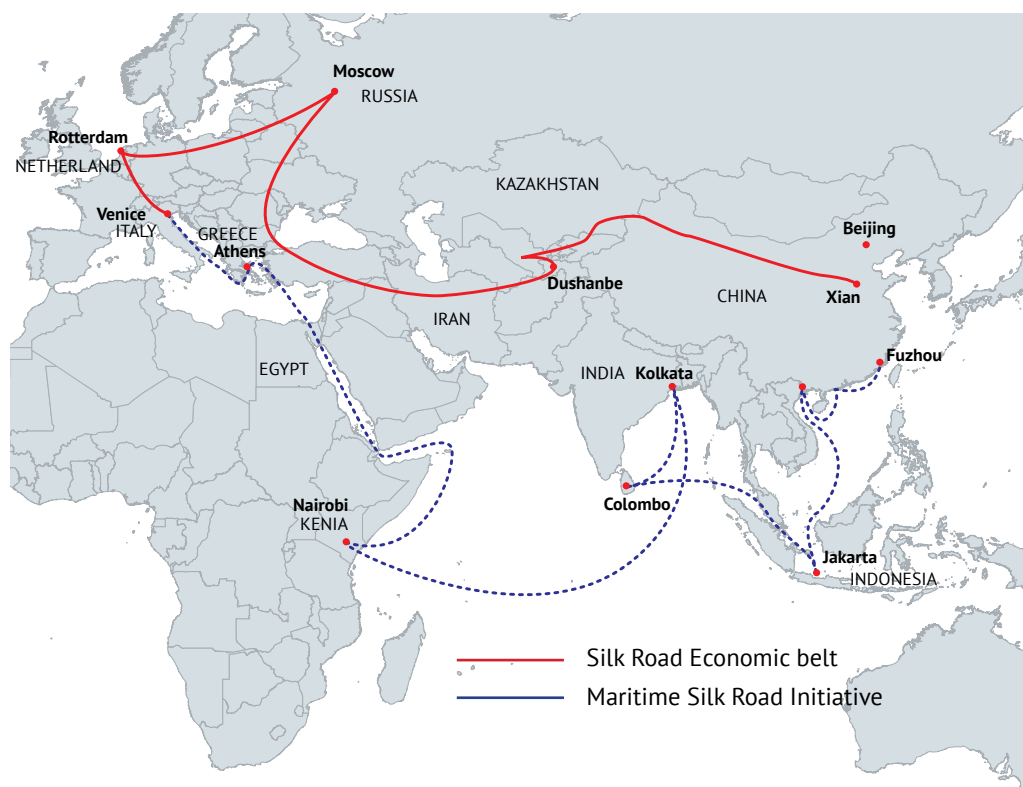 Moscow
RUSSIA
Rotterdam
NETHERLAND
KAZAKHSTAN
Venice
ITALY
GREECE
Athens
Beijing
Dushanbe
CHINA
Xian
IRAN
EGYPT
INDIA
Kolkata
Fuzhou
Nairobi
KENIA
Colombo
Jakarta
INDONESIA
Silk Road Economic belt
Maritime Silk Road Initiative